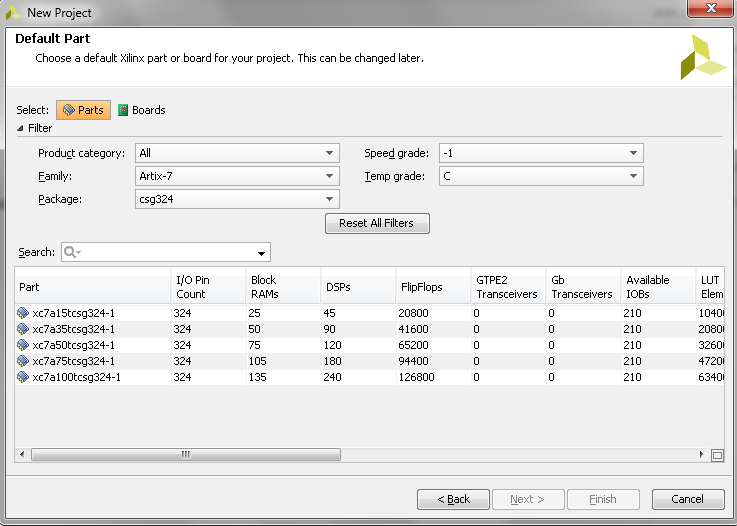 New Project
Default Part
Choose a default Xilinx part or board for your project. This can be changed later.
Select: Parts Boards
Filter
Product category: All Speed grade: -1
Family: Artix-7 Temp grade: C
Package: csg324
Reset All Filters
Search:
Part I/O Pin Count Block RAMs DSPs FlipFlops GTPE2 Transceivers Gb Transceivers Available IOBs LUT Elem
xc7a15tcsg324-1 324 25 45 20800 0 0 210 10400
xc7a35tcsg324-1 324 50 90 41600 0 0 210 20800
xc7a50tcsg324-1 324 75 120 65200 0 0 210 32600
xc7a75tcsg324-1 324 105 180 94400 0 0 210 47200
xc7a100tcsg324-1 324 135 240 126800 0 0 210 63400
< Back Next > Finish Cancel